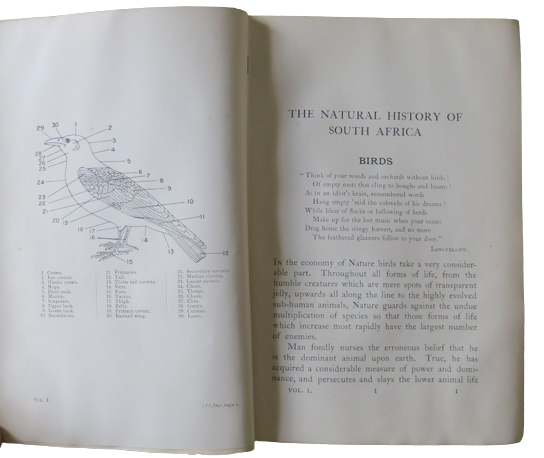 30
1
29
2
3
28
27
4
26
25
5
24
6
7
8
23
9
22
10
21
20
19
11
18
17
16
14
13
12
15
1. Crown.
2. Eye coverts.
3. Hinder crown.
4. Nape.
5. Hind neck.
6. Mantle.
7. Scapulars.
8. Upper back.
9. Lower back.
10. Secondaries.
11. Primaries.
12. Tail.
13. Under tail coverts.
14. Vent.
15. Foot.
16. Tarsus.
17. Thigh.
18. Belly.
19. Primary coverts.
20. Bastard wing.
21. Secondary coverts.
22. Median coverts.
23. Lesser coverts.
24. Chest.
25. Throat.
26. Cheek.
27. Chin.
28. Gonys.
29. Culmen.
30. Lores.
Vol. I
[To face page 1.
THE NATURAL HISTORY OF
SOUTH AFRICA
BIRDS
"Think of your woods and orchards without birds!
Of empty nests that cling to boughs and beams!
As in an idiot's brain, remembered words
Hang empty 'mid the cobwebs of his dreams!
While bleat of flocks or bellowing of herds
Make up for the lost music when your teams
Drag home the stingy harvest, and no more
The feathered gleaners follow to your door."
Longfellow.
In the economy of Nature birds take a very consider-
able part. Throughout all forms of life, from the
humble creatures which are mere spots of transparent
jelly, upwards all along the line to the highly evolved
sub-human animals, Nature guards against the undue
multiplication of species so that those forms of life
which increase most rapidly have the largest number
of enemies.
Man fondly nurses the erroneous belief that he
is the dominant animal upon earth. True, he has
acquired a considerable measure of power and domi-
nance, and persecutes and slays the lower animal life
VOL. I. I I